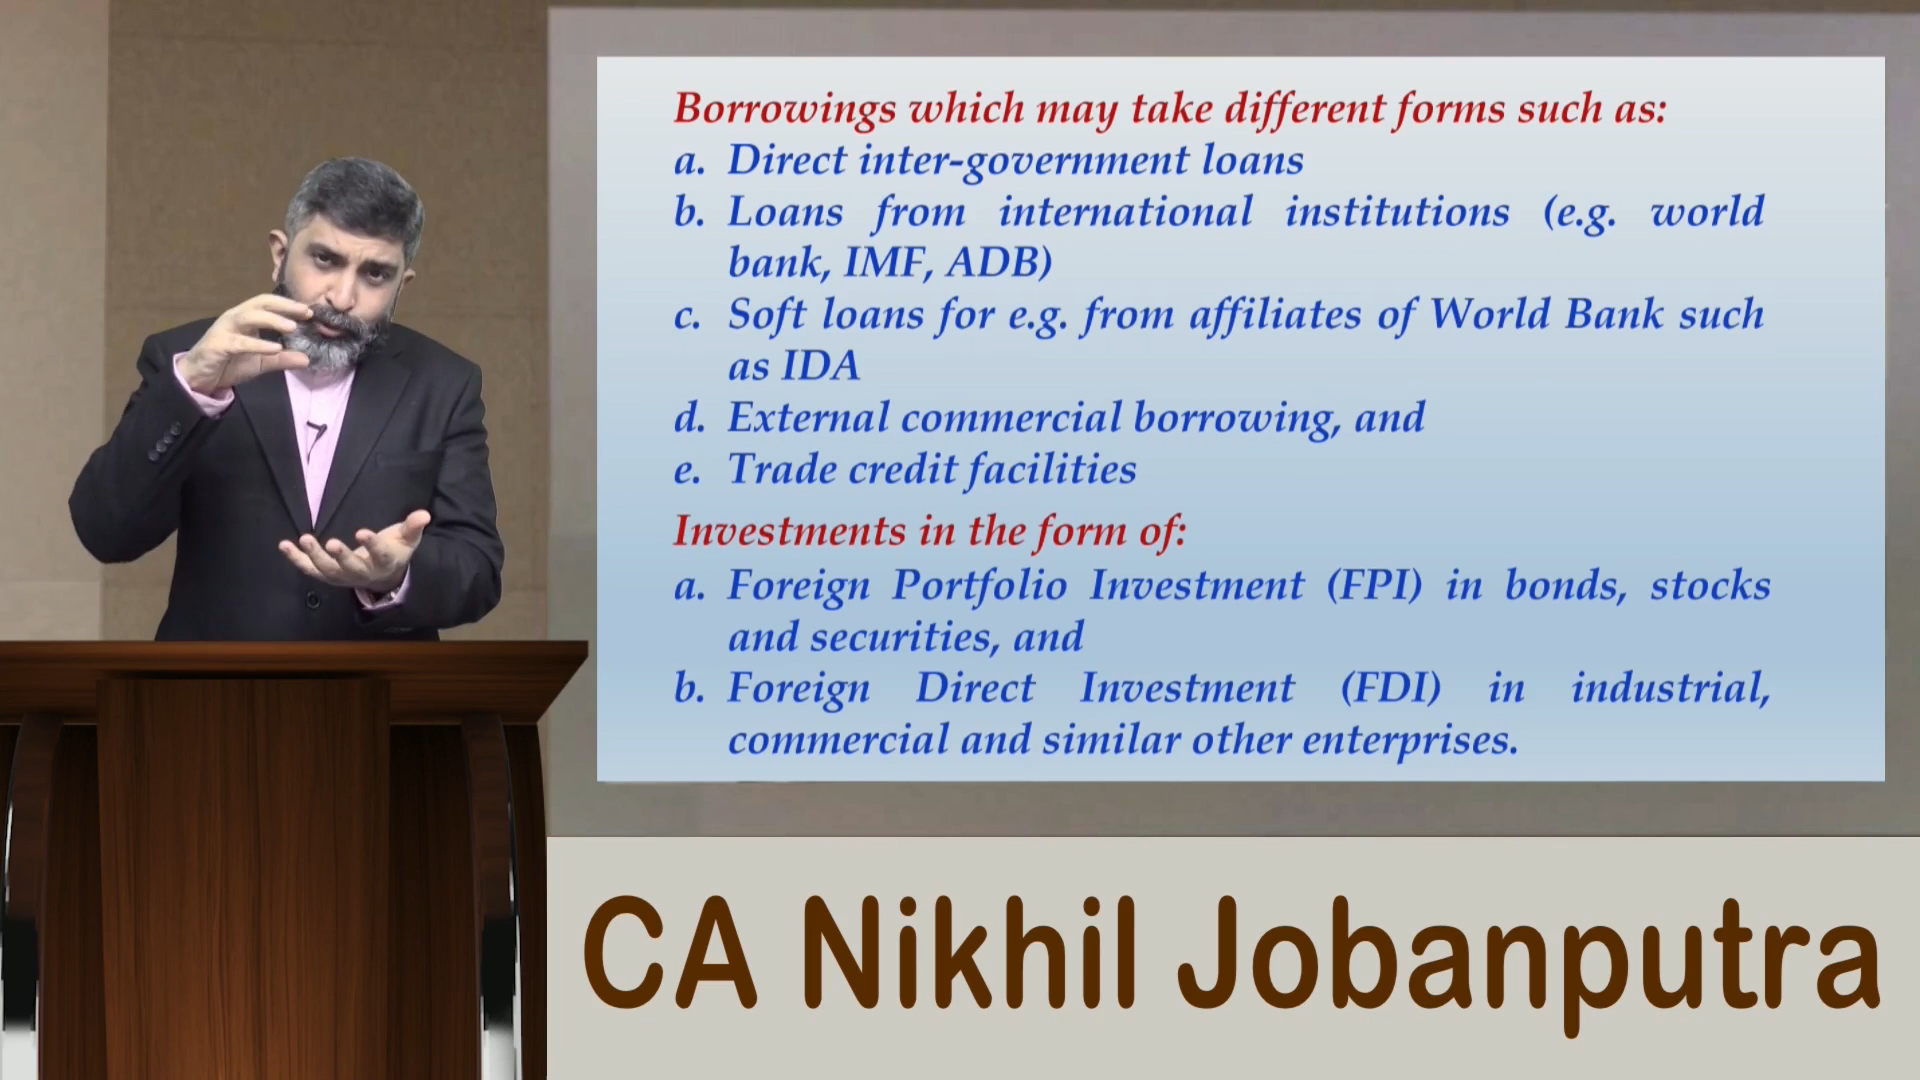 Borrowings which may take different forms such as:
a. Direct inter-government loans
b. Loans from international institutions (e.g. world
bank, IMF, ADB)
c. Soft loans for e.g. from affiliates of World Bank such
as IDA
d. External commercial borrowing, and
e. Trade credit facilities
Investments in the form of:
a. Foreign Portfolio Investment (FPI) in bonds, stocks
and securities, and
b. Foreign Direct Investment (FDI) in industrial,
commercial and similar other enterprises.
CA Nikhil Jobanputra